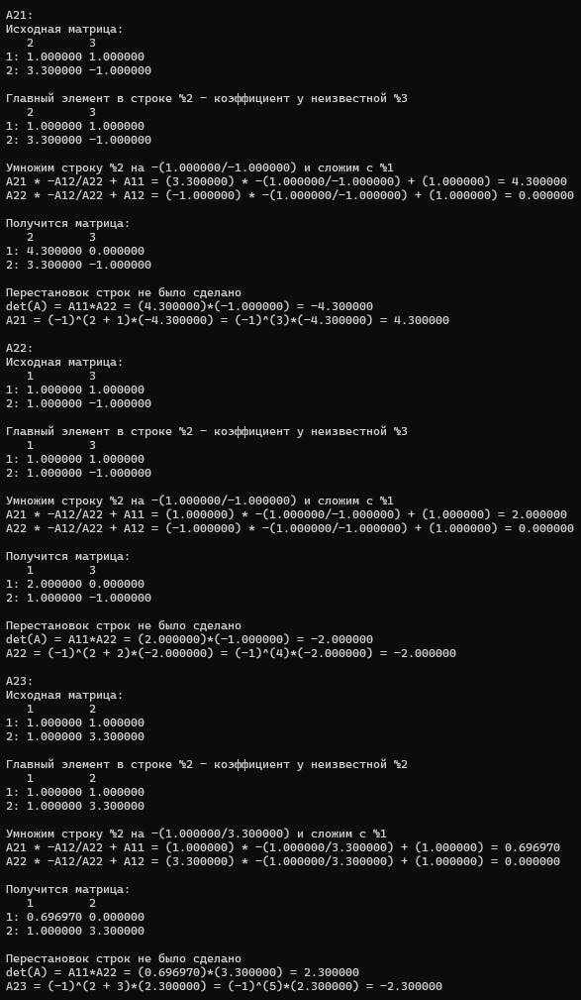 A21:
Исходная матрица:
2 3
1: 1.000000 1.000000
2: 3.300000 -1.000000
Главный элемент в строке №2 - коэффициент у неизвестной №3
2 3
1: 1.000000 1.000000
2: 3.300000 -1.000000
Умножим строку №2 на -(1.000000/-1.000000) и сложим с №1
A21 * -A12/A22 + A11 = (3.300000) * -(1.000000/-1.000000) + (1.000000) = 4.300000
A22 * -A12/A22 + A12 = (-1.000000) * -(1.000000/-1.000000) + (1.000000) = 0.000000
Получится матрица:
2 3
1: 4.300000 0.000000
2: 3.300000 -1.000000
Перестановок строк не было сделано
det(A) = A11*A22 = (4.300000)*(-1.000000) = -4.300000
A21 = (-1)^(2 + 1)*(-4.300000) = (-1)^(3)*(-4.300000) = 4.300000
A22:
Исходная матрица:
1 3
1: 1.000000 1.000000
2: 1.000000 -1.000000
Главный элемент в строке №2 - коэффициент у неизвестной №3
1 3
1: 1.000000 1.000000
2: 1.000000 -1.000000
Умножим строку №2 на -(1.000000/-1.000000) и сложим с №1
A21 * -A12/A22 + A11 = (1.000000) * -(1.000000/-1.000000) + (1.000000) = 2.000000
A22 * -A12/A22 + A12 = (-1.000000) * -(1.000000/-1.000000) + (1.000000) = 0.000000
Получится матрица:
1 3
1: 2.000000 0.000000
2: 1.000000 -1.000000
Перестановок строк не было сделано
det(A) = A11*A22 = (2.000000)*(-1.000000) = -2.000000
A22 = (-1)^(2 + 2)*(-2.000000) = (-1)^(4)*(-2.000000) = -2.000000
A23:
Исходная матрица:
1 2
1: 1.000000 1.000000
2: 1.000000 3.300000
Главный элемент в строке №2 - коэффициент у неизвестной №2
1 2
1: 1.000000 1.000000
2: 1.000000 3.300000
Умножим строку №2 на -(1.000000/3.300000) и сложим с №1
A21 * -A12/A22 + A11 = (1.000000) * -(1.000000/3.300000) + (1.000000) = 0.696970
A22 * -A12/A22 + A12 = (3.300000) * -(1.000000/3.300000) + (1.000000) = 0.000000
Получится матрица:
1 2
1: 0.696970 0.000000
2: 1.000000 3.300000
Перестановок строк не было сделано
det(A) = A11*A22 = (0.696970)*(3.300000) = 2.300000
A23 = (-1)^(2 + 3)*(2.300000) = (-1)^(5)*(2.300000) = -2.300000